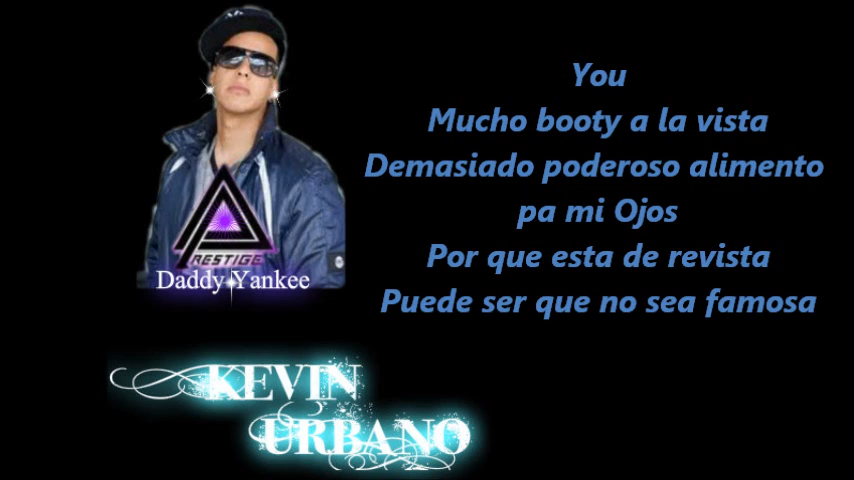 You
Mucho booty a la vista
Demasiado poderoso alimento
pa mi Ojos
Por que esta de revista
Puede ser que no sea famosa
PRESTIGE
Daddy Yankee
KEVIN
URBANO